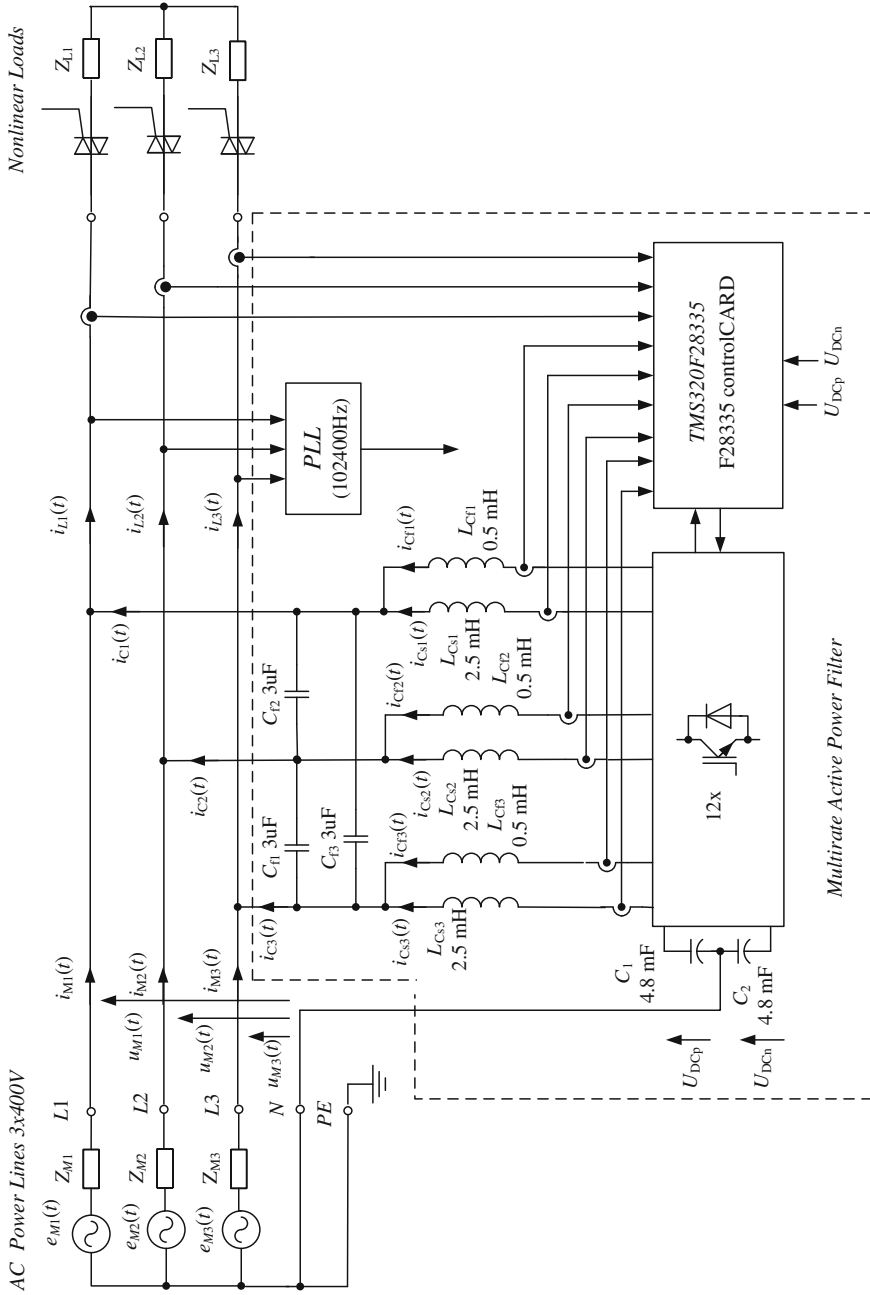 AC Power Lines 3x400V
Nonlinear Loads
e_M1(t)
Z_M1
L1
i_M1(t)
i_C1(t)
i_L1(t)
Z_L1
u_M1(t)
e_M2(t)
Z_M2
L2
i_M2(t)
i_C2(t)
i_L2(t)
Z_L2
u_M2(t)
e_M3(t)
Z_M3
L3
i_M3(t)
i_C3(t)
i_L3(t)
Z_L3
u_M3(t)
N
PE
C_f1 3uF
C_f2 3uF
C_f3 3uF
PLL
(102400Hz)
i_Cs3(t)
i_Cf3(t)
i_Cs2(t)
i_Cf2(t)
i_Cs1(t)
i_Cf1(t)
L_Cs3
2.5 mH
L_Cf3
0.5 mH
L_Cs2
2.5 mH
L_Cf2
0.5 mH
L_Cs1
2.5 mH
L_Cf1
0.5 mH
C_1
4.8 mF
C_2
4.8 mF
U_DCp
U_DCn
12x
TMS320F28335
F28335 controlCARD
U_DCp U_DCn
Multirate Active Power Filter